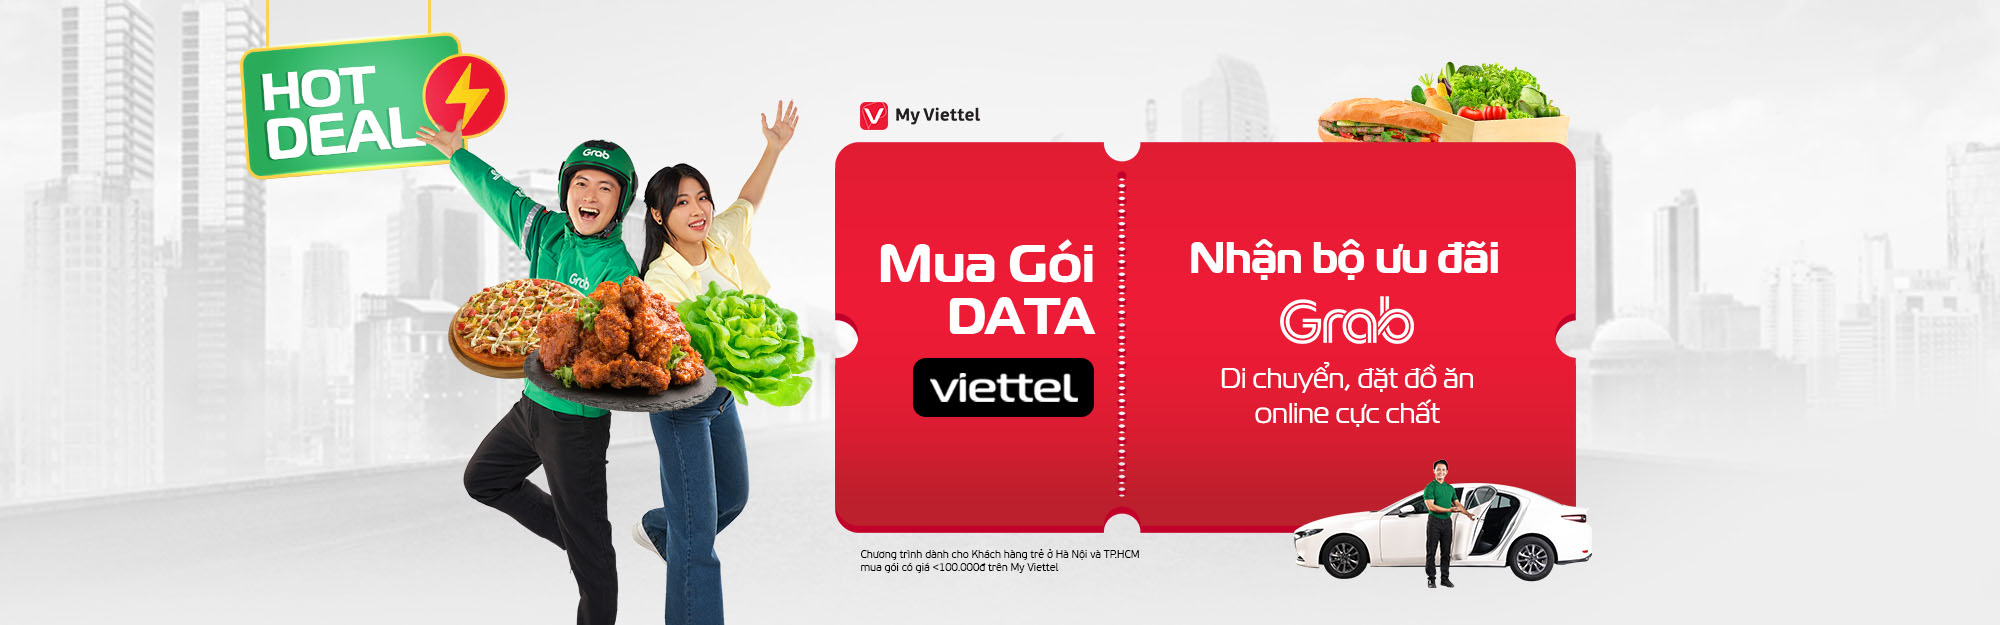 HOT
DEAL
Grab
Grab
My Viettel
Mua Gói
DATA
viettel
Nhận bộ ưu đãi
Grab
Di chuyển, đặt đồ ăn
online cực chất
Chương trình dành cho Khách hàng trẻ ở Hà Nội và TP.HCM
mua gói có giá <100.000đ trên My Viettel